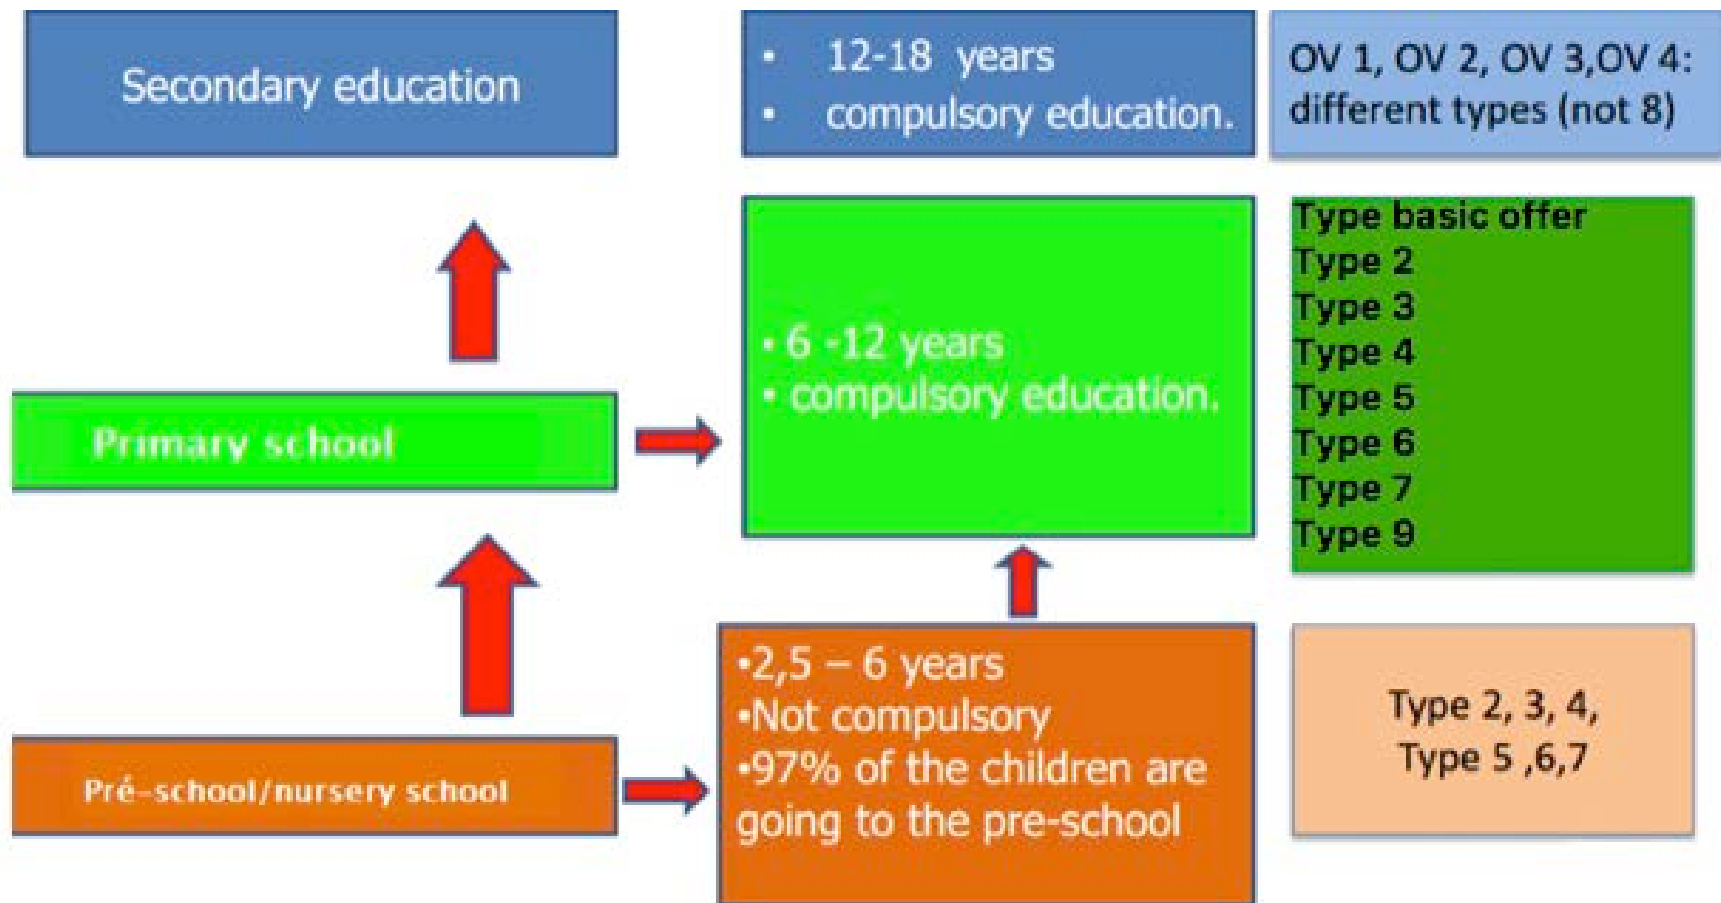 Secondary education
• 12-18 years
• compulsory education.
OV 1, OV 2, OV 3,OV 4:
different types (not 8)
Primary school
• 6 -12 years
• compulsory education.
Type basic offer
Type 2
Type 3
Type 4
Type 5
Type 6
Type 7
Type 9
Pré-school/nursery school
•2,5 – 6 years
•Not compulsory
•97% of the children are
going to the pre-school
Type 2, 3, 4,
Type 5 ,6,7